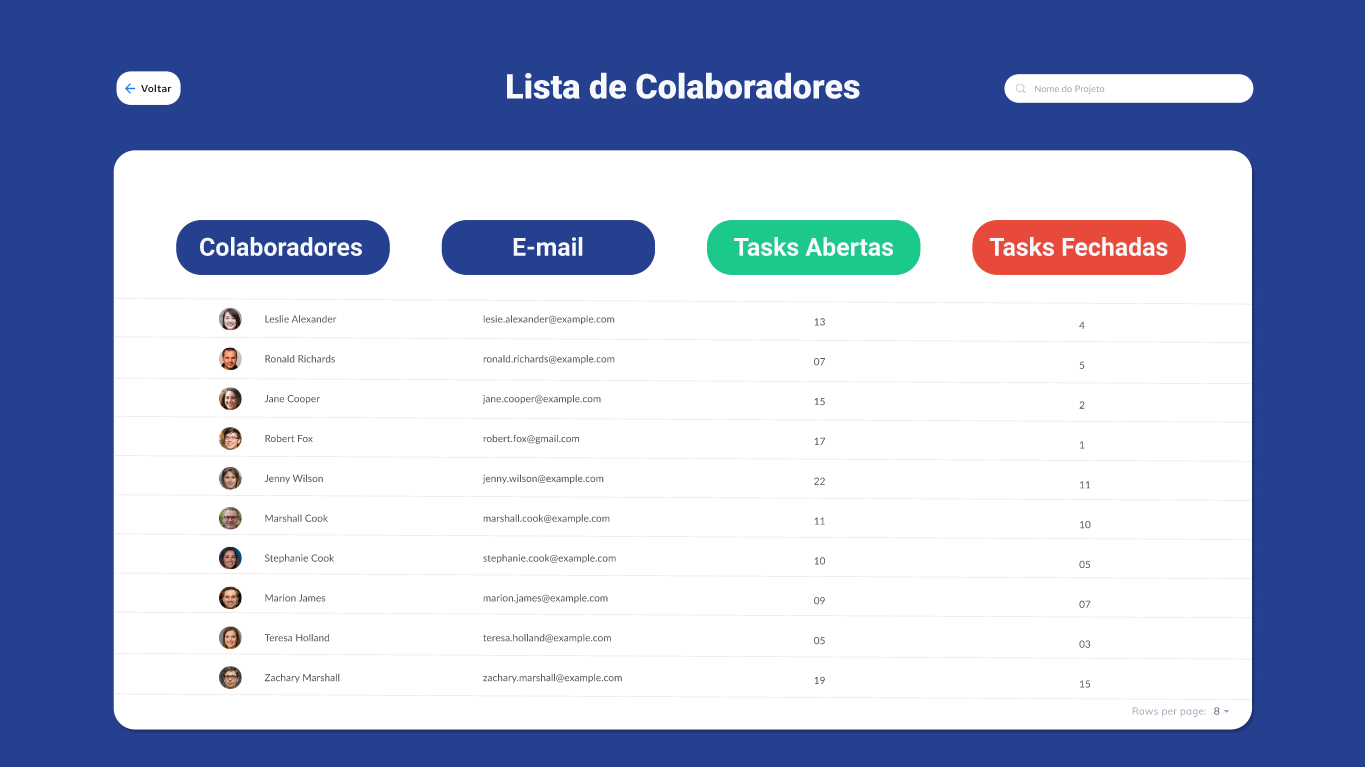 Voltar
Lista de Colaboradores
Nome do Projeto
Colaboradores E-mail Tasks Abertas Tasks Fechadas
Leslie Alexander lesie.alexander@example.com 13 4
Ronald Richards ronald.richards@example.com 07 5
Jane Cooper jane.cooper@example.com 15 2
Robert Fox robert.fox@gmail.com 17 1
Jenny Wilson jenny.wilson@example.com 22 11
Marshall Cook marshall.cook@example.com 11 10
Stephanie Cook stephanie.cook@example.com 10 05
Marion James marion.james@example.com 09 07
Teresa Holland teresa.holland@example.com 05 03
Zachary Marshall zachary.marshall@example.com 19 15
Rows per page: 8